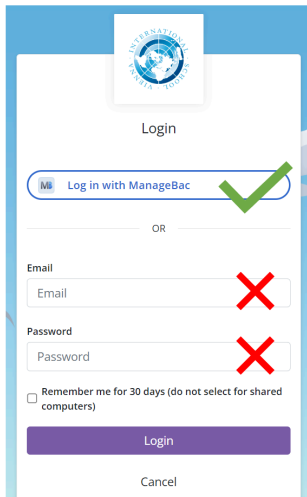 VIENNA INTERNATIONAL SCHOOL
Login
MB Log in with ManageBac
OR
Email
Email
Password
Password
Remember me for 30 days (do not select for shared
computers)
Login
Cancel